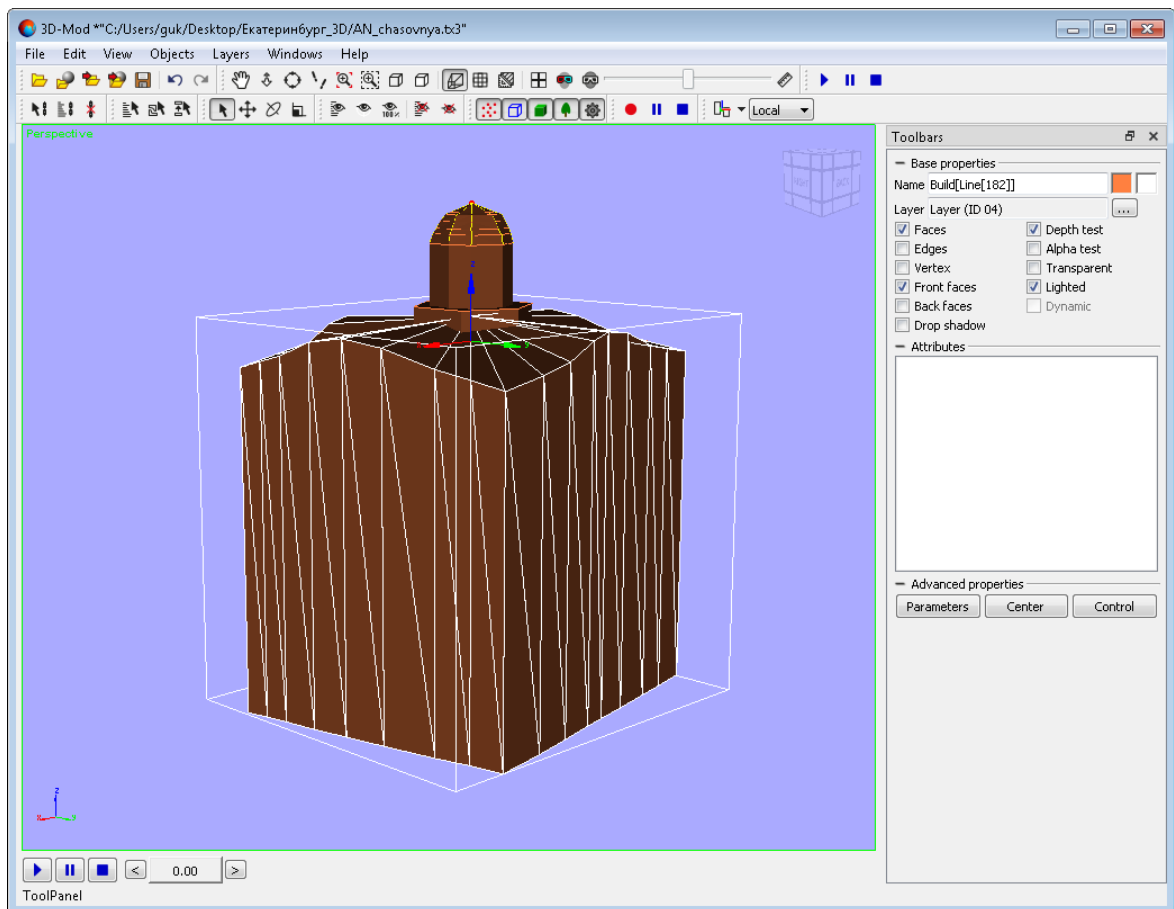 3D-Mod *"C:/Users/guk/Desktop/Екатеринбург_3D/AN_chasovnya.tx3"
File Edit View Objects Layers Windows Help
100%
Local
Perspective
Toolbars
Base properties
Name Build[Line[182]]
Layer Layer (ID 04) ...
Faces Depth test
Edges Alpha test
Vertex Transparent
Front faces Lighted
Back faces Dynamic
Drop shadow
Attributes
Advanced properties
Parameters Center Control
z
y
z
x y
< 0.00 >
ToolPanel